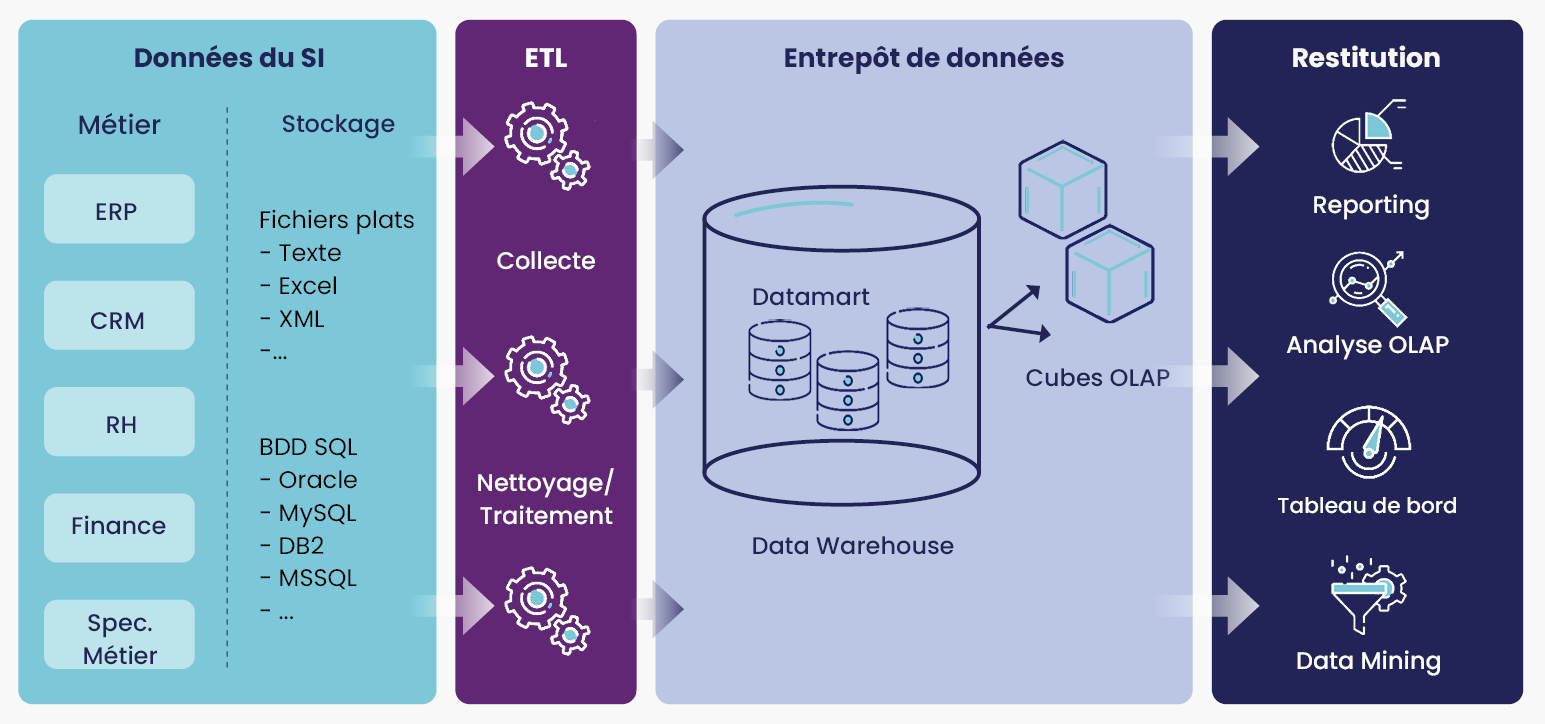 Données du SI
Métier
ERP
CRM
RH
Finance
Spec.
Métier
Stockage
Fichiers plats
- Texte
- Excel
- XML
-...
BDD SQL
- Oracle
- MySQL
- DB2
- MSSQL
- ...
ETL
Collecte
Nettoyage/
Traitement
Entrepôt de données
Datamart
Cubes OLAP
Data Warehouse
Restitution
Reporting
Analyse OLAP
Tableau de bord
Data Mining